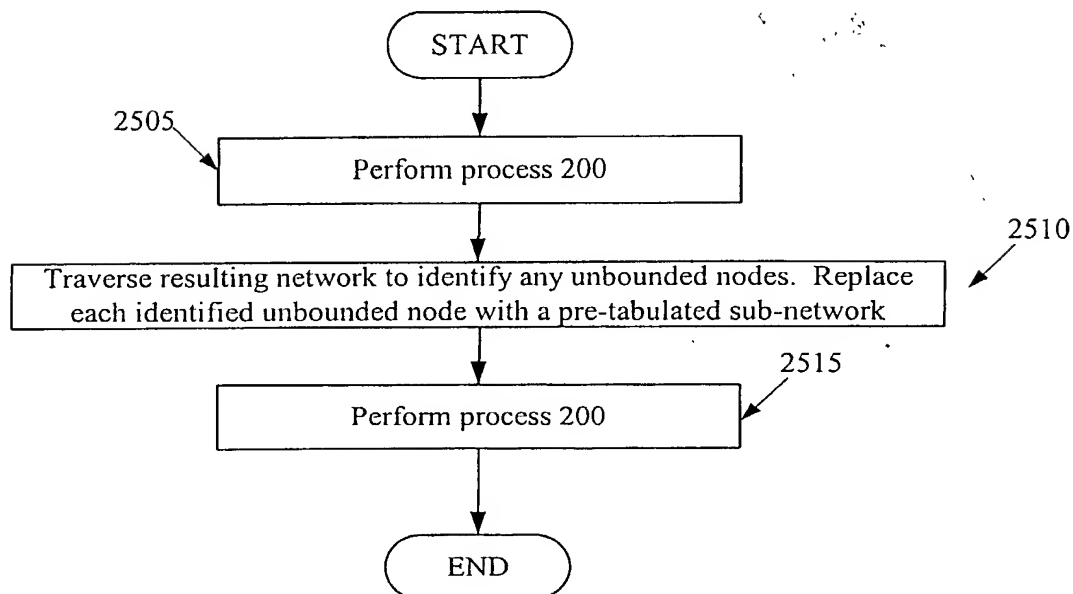 START
2505
Perform process 200
2510
Traverse resulting network to identify any unbounded nodes. Replace
each identified unbounded node with a pre-tabulated sub-network
2515
Perform process 200
END